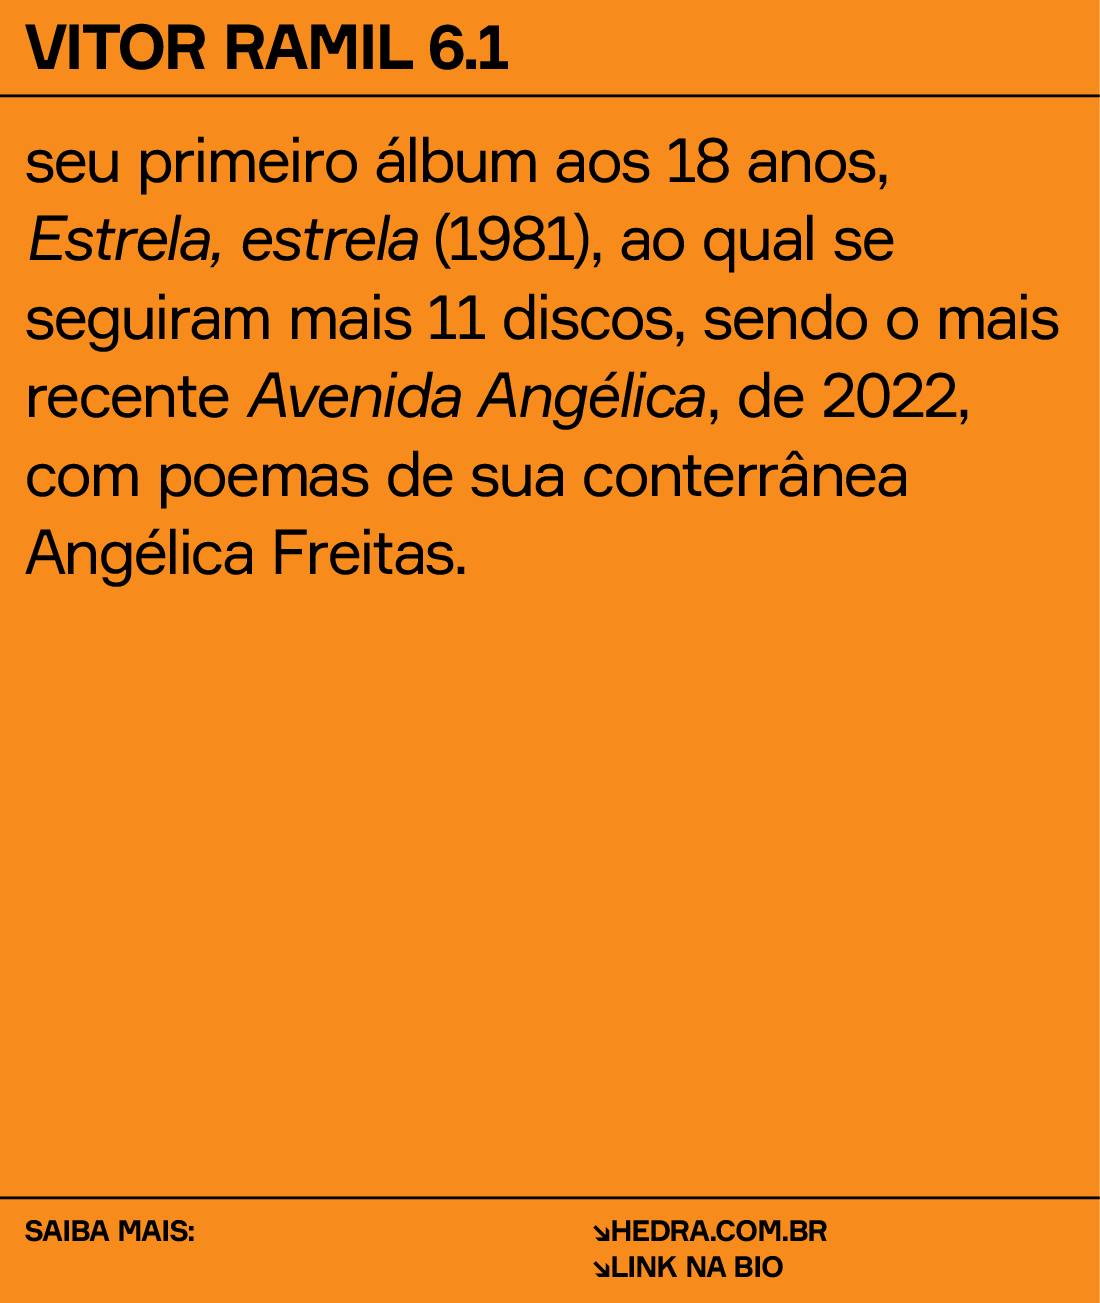 VITOR RAMIL 6.1
seu primeiro álbum aos 18 anos,
Estrela, estrela (1981), ao qual se
seguiram mais 11 discos, sendo o mais
recente Avenida Angélica, de 2022,
com poemas de sua conterrânea
Angélica Freitas.
SAIBA MAIS:
↘HEDRA.COM.BR
↘LINK NA BIO